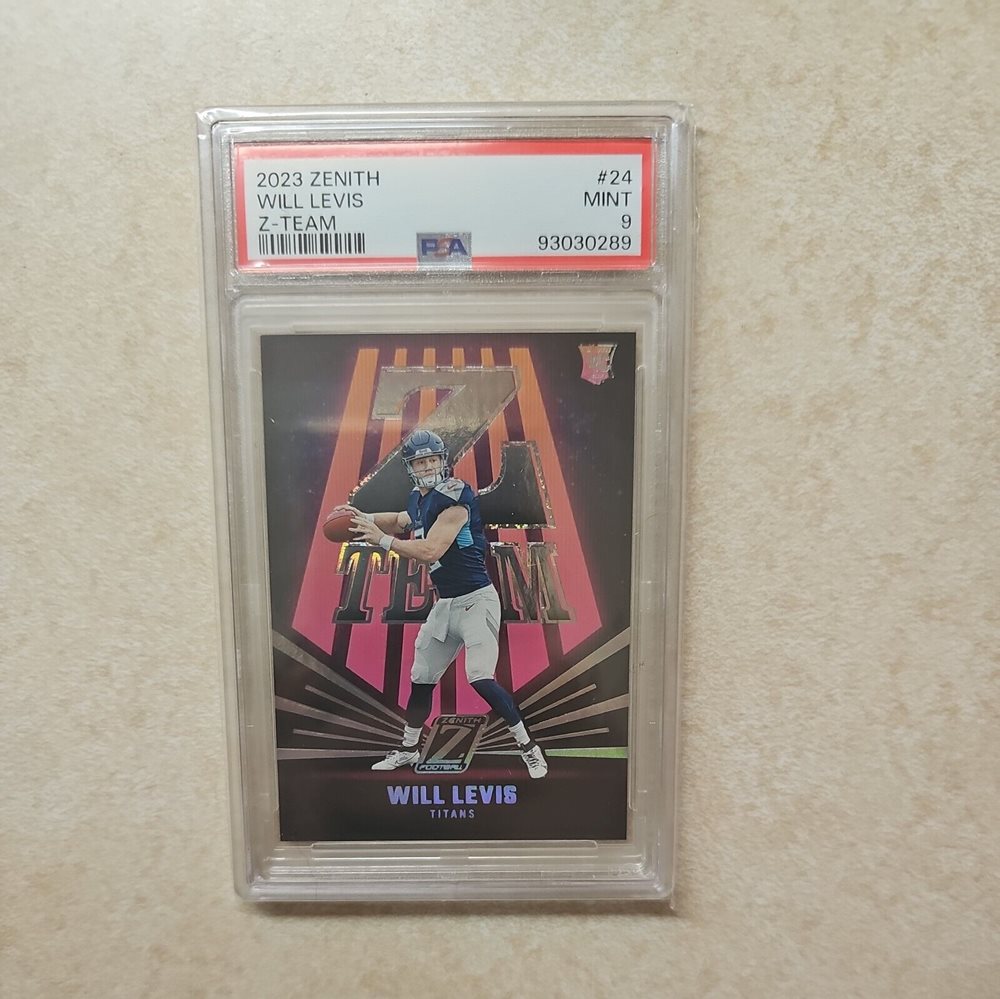 2023 ZENITH #24
WILL LEVIS MINT
Z-TEAM 9
PSA 93030289
RC
Z
TEAM
ZENITH
Z
FOOTBALL
WILL LEVIS
TITANS